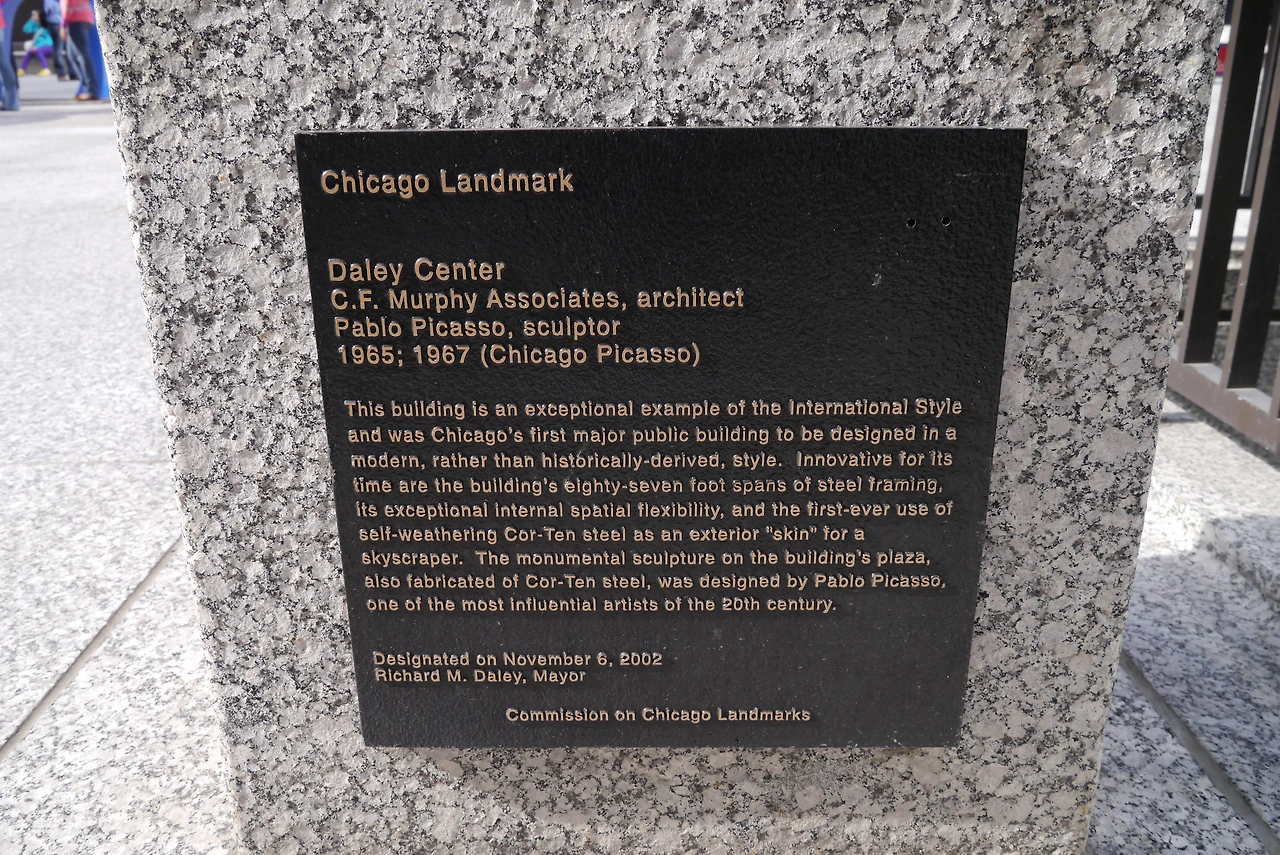 Chicago Landmark
Daley Center
C.F. Murphy Associates, architect
Pablo Picasso, sculptor
1965; 1967 (Chicago Picasso)
This building is an exceptional example of the International Style
and was Chicago's first major public building to be designed in a
modern, rather than historically-derived, style.  Innovative for its
time are the building's eighty-seven foot spans of steel framing,
its exceptional internal spatial flexibility, and the first-ever use of
self-weathering Cor-Ten steel as an exterior "skin" for a
skyscraper.  The monumental sculpture on the building's plaza,
also fabricated of Cor-Ten steel, was designed by Pablo Picasso,
one of the most influential artists of the 20th century.
Designated on November 6, 2002
Richard M. Daley, Mayor
Commission on Chicago Landmarks